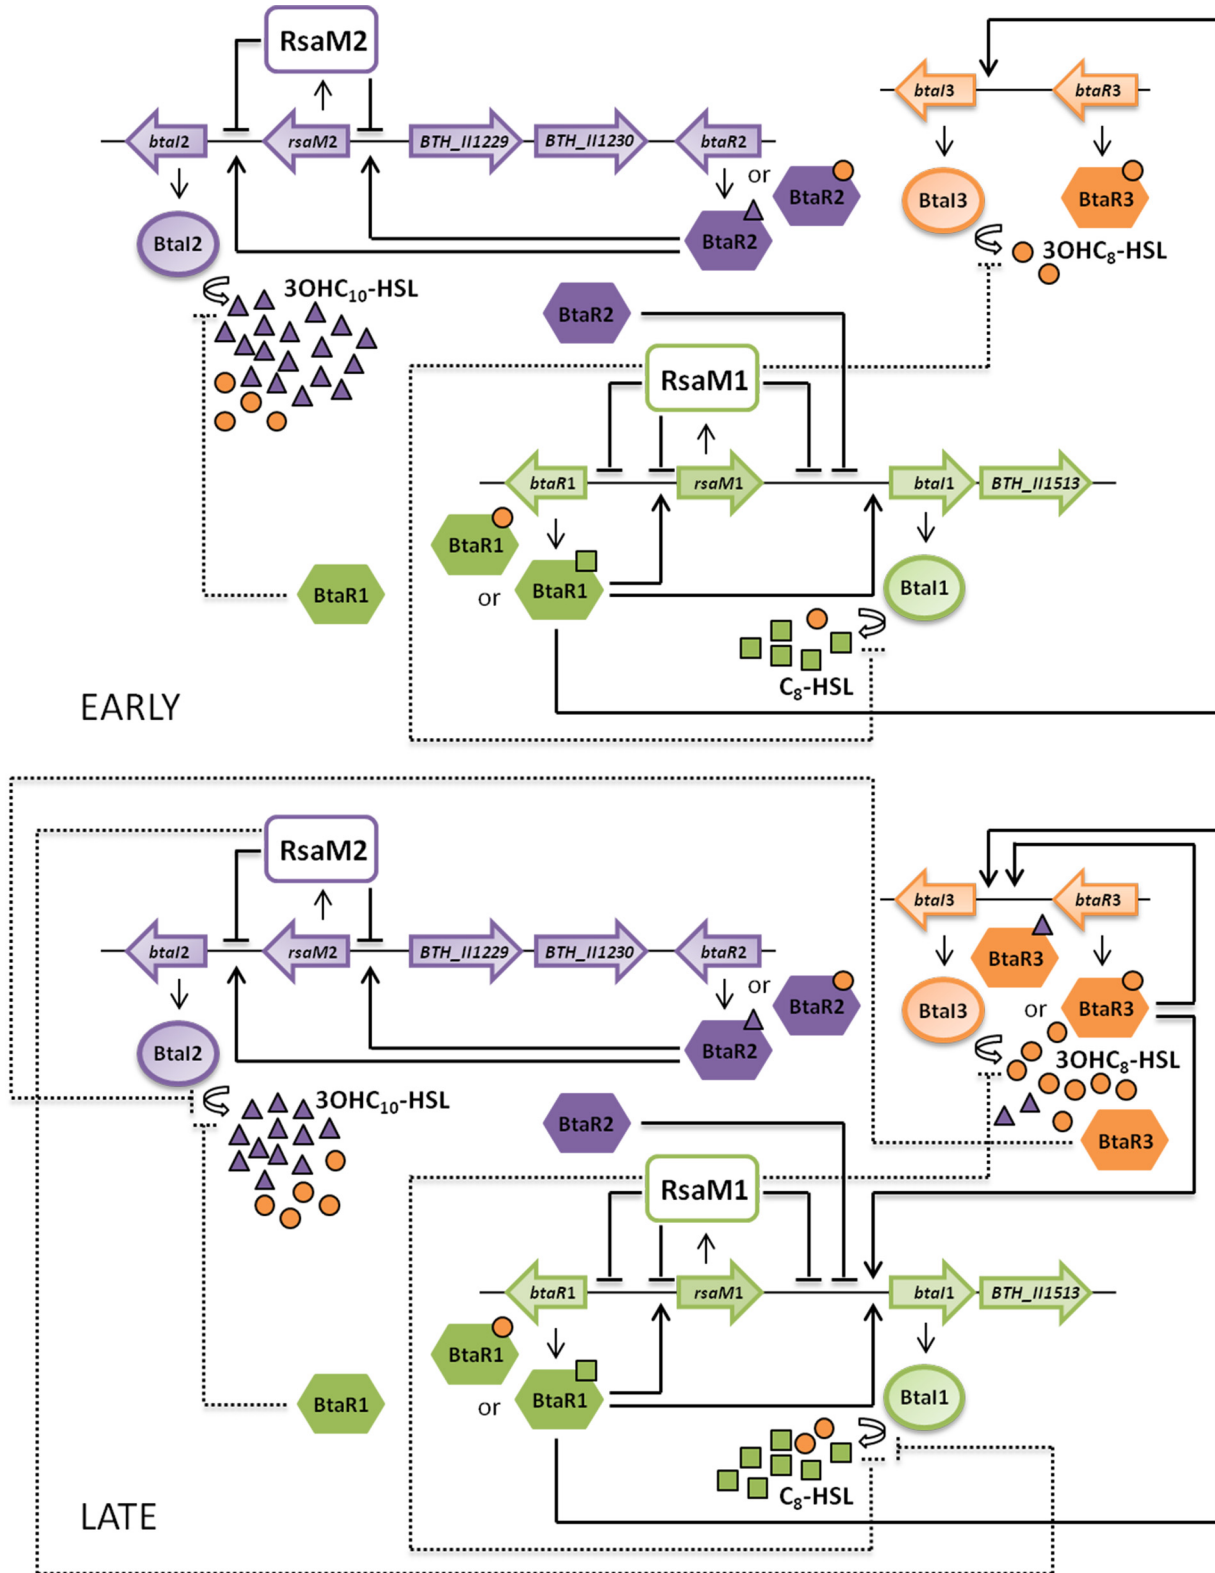 RsaM2
btaI3
btaR3
btaI2
rsaM2
BTH_II1229
BTH_II1230
btaR2
or
BtaR2
BtaI3
BtaR3
BtaI2
BtaR2
3OHC8-HSL
3OHC10-HSL
BtaR2
RsaM1
btaR1
rsaM1
btaI1
BTH_II1513
BtaR1
or
BtaR1
BtaI1
BtaR1
C8-HSL
EARLY
RsaM2
btaI3
btaR3
btaI2
rsaM2
BTH_II1229
BTH_II1230
btaR2
BtaR3
or
BtaR2
BtaI3
or
BtaR3
BtaI2
BtaR2
3OHC8-HSL
3OHC10-HSL
BtaR2
BtaR3
RsaM1
btaR1
rsaM1
btaI1
BTH_II1513
BtaR1
or
BtaR1
BtaI1
BtaR1
C8-HSL
LATE